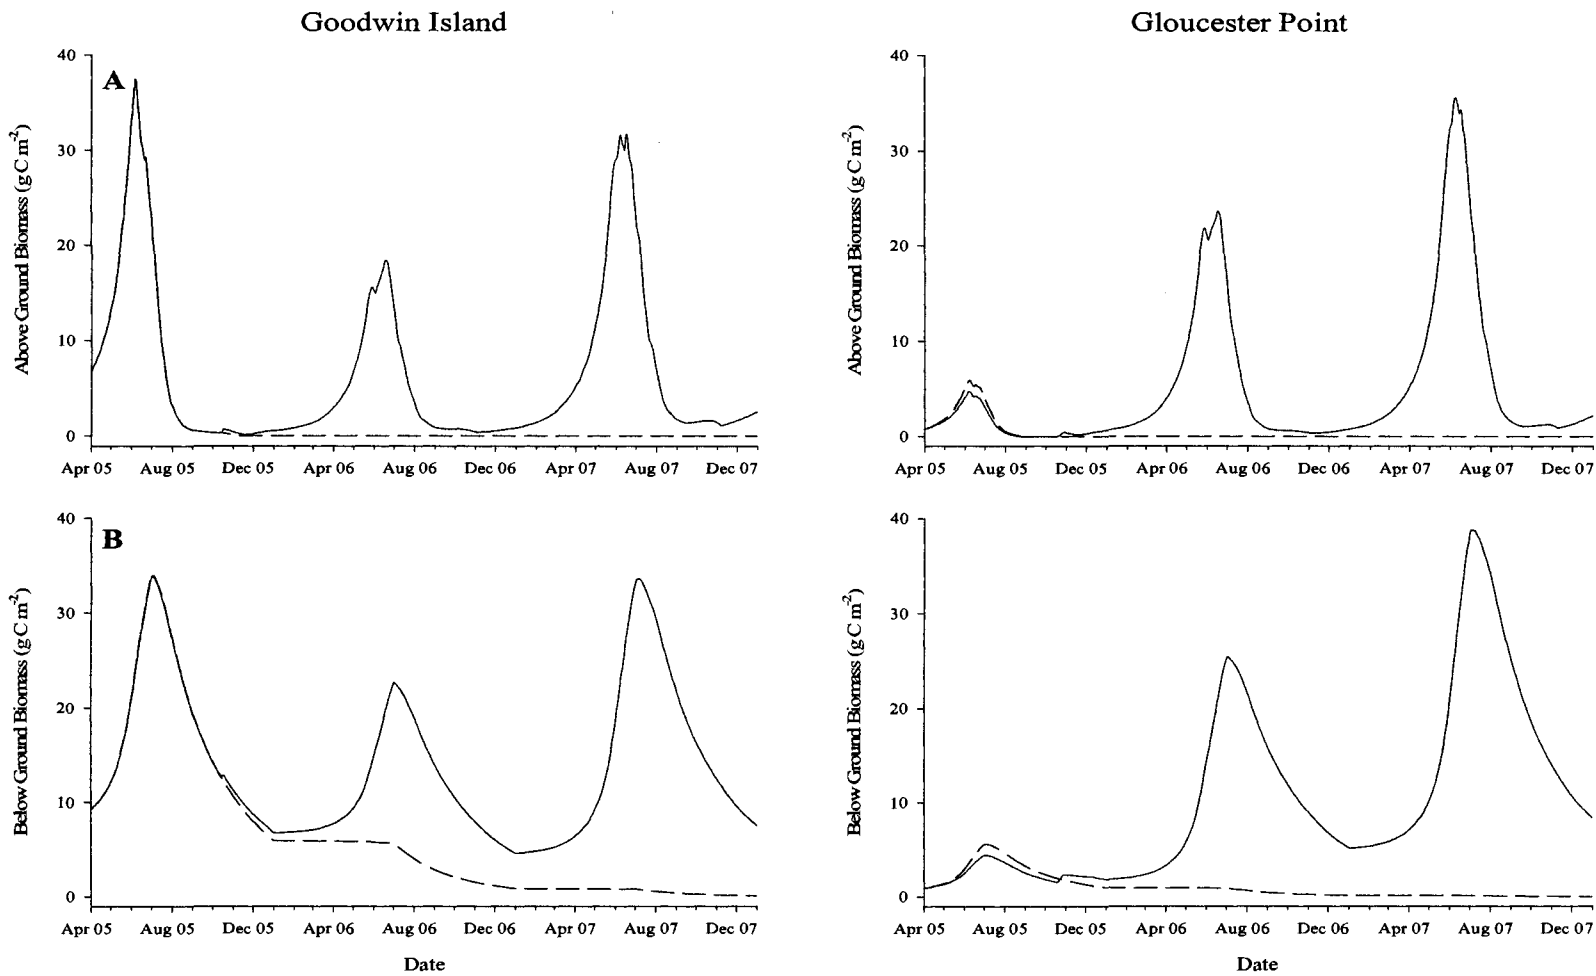 Goodwin Island
Gloucester Point
A
Above Ground Biomass (g C m-2)
40
30
20
10
0
Apr 05 Aug 05 Dec 05 Apr 06 Aug 06 Dec 06 Apr 07 Aug 07 Dec 07
Above Ground Biomass (g C m-2)
40
30
20
10
0
Apr 05 Aug 05 Dec 05 Apr 06 Aug 06 Dec 06 Apr 07 Aug 07 Dec 07
B
Below Ground Biomass (g C m-2)
40
30
20
10
0
Apr 05 Aug 05 Dec 05 Apr 06 Aug 06 Dec 06 Apr 07 Aug 07 Dec 07
Date
Below Ground Biomass (g C m-2)
40
30
20
10
0
Apr 05 Aug 05 Dec 05 Apr 06 Aug 06 Dec 06 Apr 07 Aug 07 Dec 07
Date